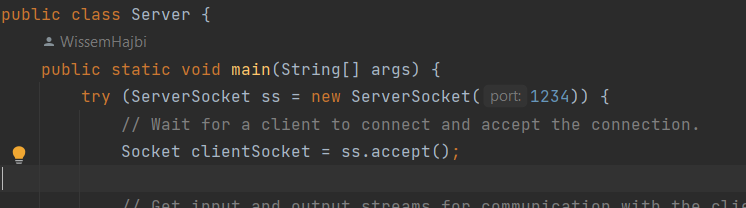 public class Server {
WissemHajbi
public static void main(String[] args) {
try (ServerSocket ss = new ServerSocket( port: 1234)) {
// Wait for a client to connect and accept the connection.
Socket clientSocket = ss.accept();
// Get input and output streams for communication with the clie